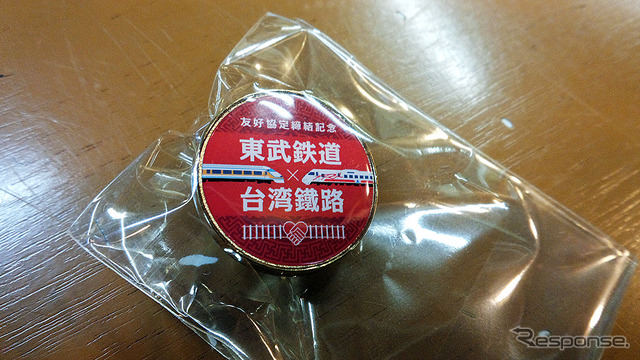 友好協定締結記念
東武鉄道
×
台湾鐵路
Response.